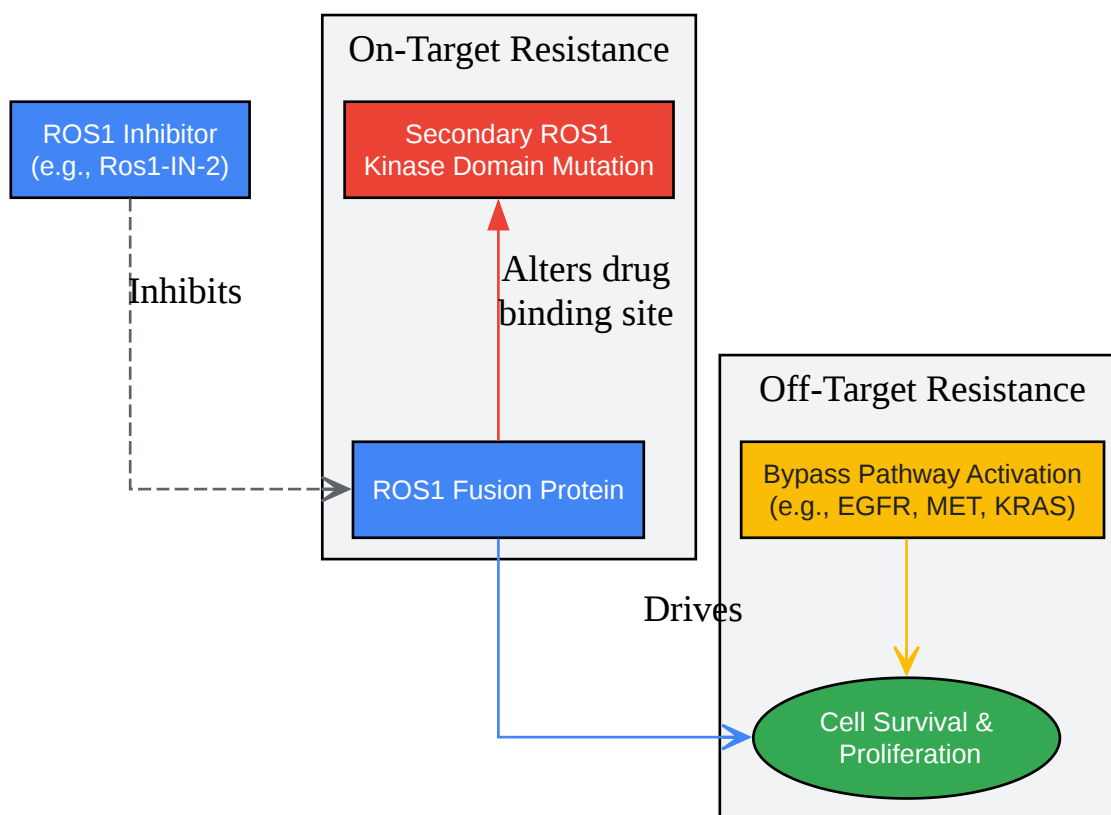 On-Target Resistance
ROS1 Inhibitor
(e.g., Ros1-IN-2)
Secondary ROS1
Kinase Domain Mutation
Inhibits
Alters drug
binding site
Off-Target Resistance
ROS1 Fusion Protein
Bypass Pathway Activation
(e.g., EGFR, MET, KRAS)
Drives
Cell Survival &
Proliferation